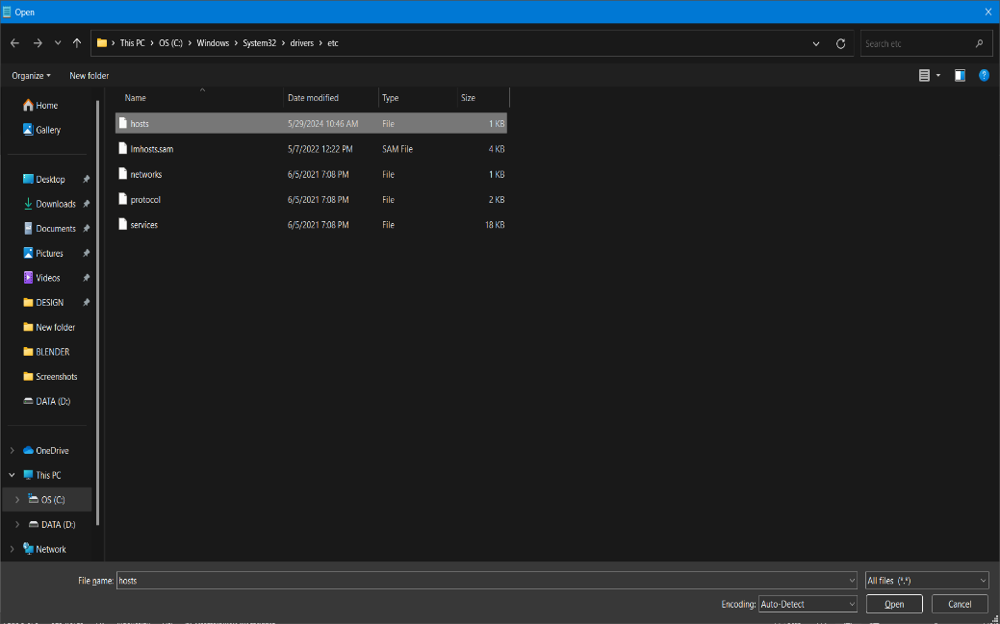 Open
This PC > OS (C:) > Windows > System32 > drivers > etc
Search etc
Organize New folder
Name Date modified Type Size
Home
Gallery
Desktop
Downloads
Documents
Pictures
Videos
DESIGN
New folder
BLENDER
Screenshots
DATA (D:)
OneDrive
This PC
OS (C:)
DATA (D:)
Network
hosts 5/29/2024 10:46 AM File 1 KB
lmhosts.sam 5/7/2022 12:22 PM SAM File 4 KB
networks 6/5/2021 7:08 PM File 1 KB
protocol 6/5/2021 7:08 PM File 2 KB
services 6/5/2021 7:08 PM File 18 KB
File name: hosts All files (*.*)
Encoding: Auto-Detect Open Cancel